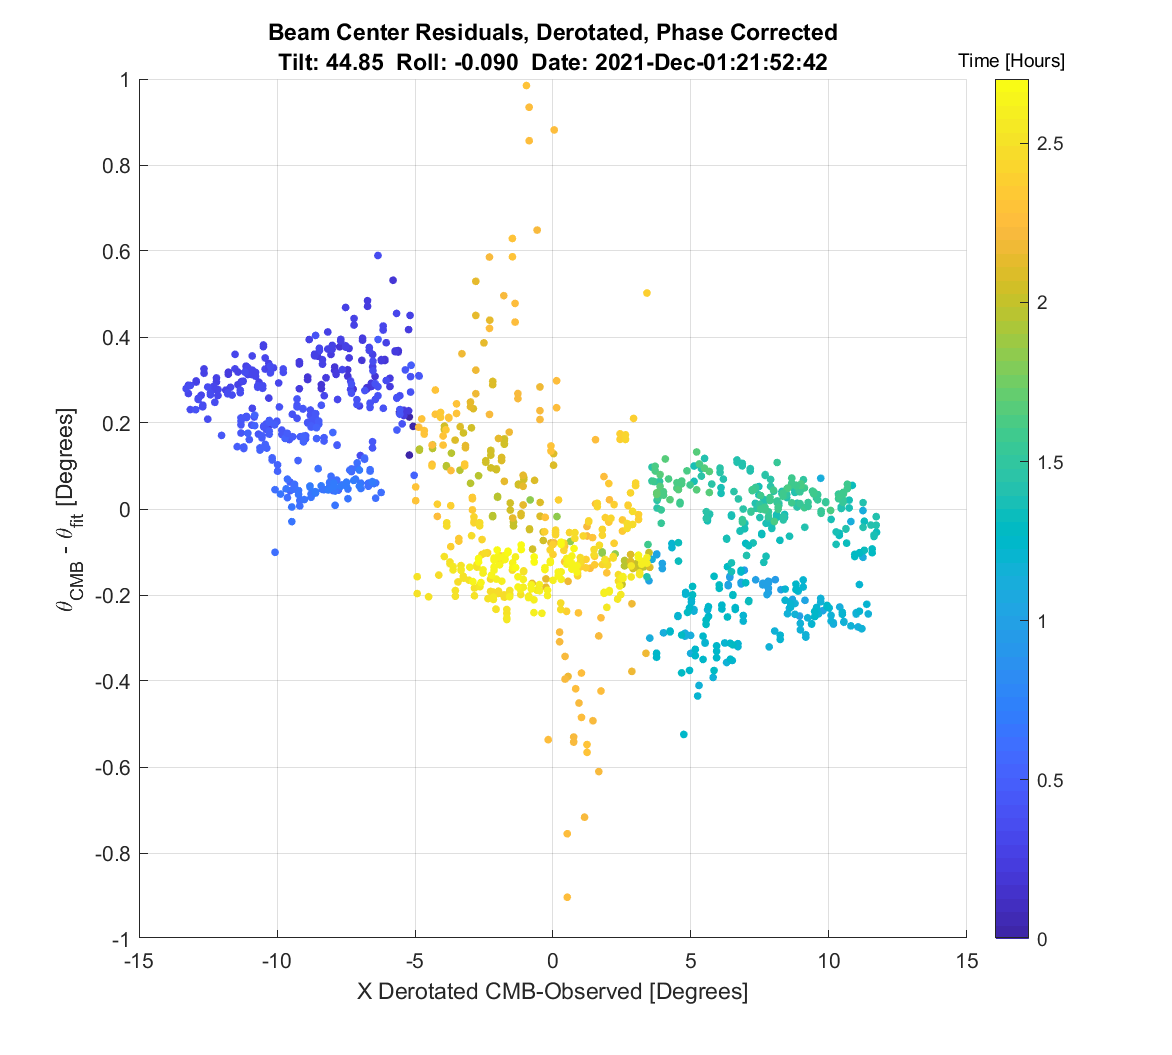 Beam Center Residuals, Derotated, Phase Corrected
Tilt: 44.85 Roll: -0.090 Date: 2021-Dec-01:21:52:42
Time [Hours]
1
0.8
0.6
0.4
0.2
0
-0.2
-0.4
-0.6
-0.8
-1
θCMB - θfit [Degrees]
-15 -10 -5 0 5 10 15
X Derotated CMB-Observed [Degrees]
2.5
2
1.5
1
0.5
0